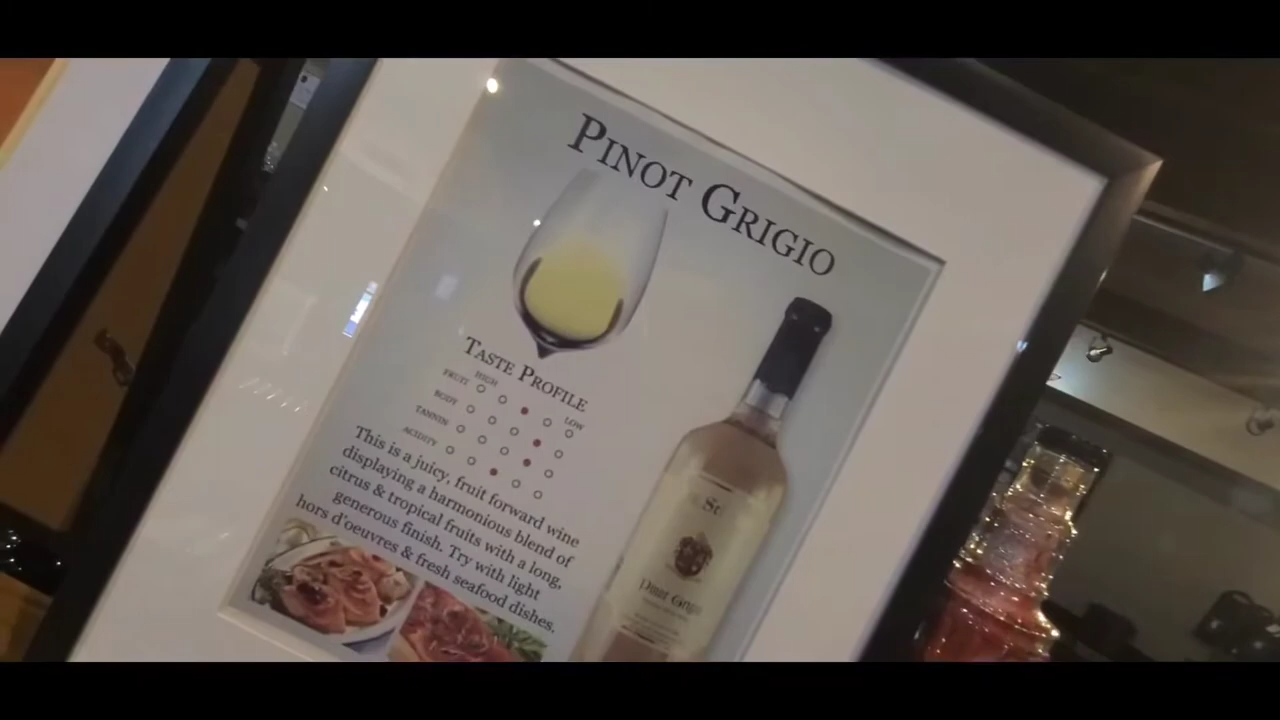 PINOT GRIGIO
TASTE PROFILE
HIGH
LOW
FRUIT
BODY
TANNIN
ACIDITY
This is a juicy, fruit forward wine
displaying a harmonious blend of
citrus & tropical fruits with a long,
generous finish. Try with light
hors d'oeuvres & fresh seafood dishes.
St
Pinot Grigio